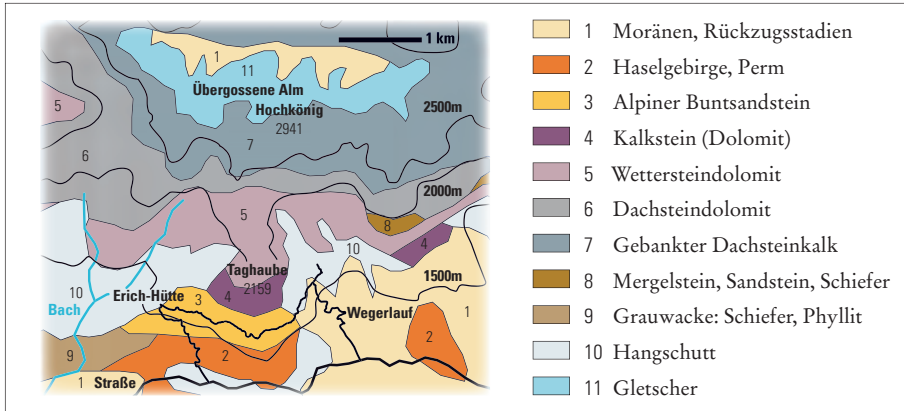 1 km
1
11
Übergossene Alm
Hochkönig
2941
2500m
5
7
6
2000m
5
8
10
4
Taghaube
2159
1500m
10
Bach
Erich-Hütte
3
4
Wegerlauf
1
2
2
9
1
Straße
1 Moränen, Rückzugsstadien
2 Haselgebirge, Perm
3 Alpiner Buntsandstein
4 Kalkstein (Dolomit)
5 Wettersteindolomit
6 Dachsteindolomit
7 Gebankter Dachsteinkalk
8 Mergelstein, Sandstein, Schiefer
9 Grauwacke: Schiefer, Phyllit
10 Hangschutt
11 Gletscher